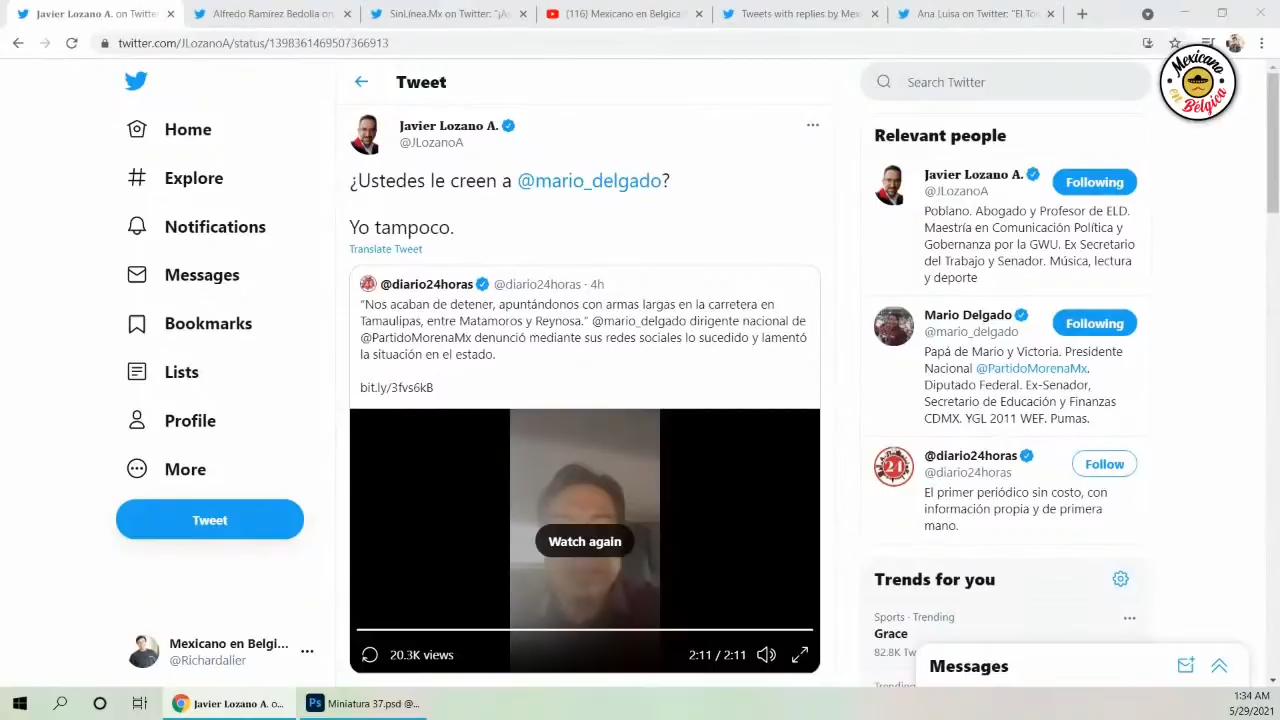 Javier Lozano A. on Twitter: "
Alfredo Ramírez Bedolla on
SinLínea.Mx on Twitter: "¡A
(116) Mexicano en Belgica
Tweets with replies by Mex
Ana Luisa on Twitter: "El To
twitter.com/JLozanoA/status/1398361469507366913
Mexicano
en Bélgica
Home
Explore
Notifications
Messages
Bookmarks
Lists
Profile
More
Tweet
Mexicano en Belgi...
@Richardalier
Tweet
Javier Lozano A.
@JLozanoA
¿Ustedes le creen a @mario_delgado?
Yo tampoco.
Translate Tweet
@diario24horas @diario24horas · 4h
"Nos acaban de detener, apuntándonos con armas largas en la carretera en
Tamaulipas, entre Matamoros y Reynosa." @mario_delgado dirigente nacional de
@PartidoMorenaMx denunció mediante sus redes sociales lo sucedido y lamentó
la situación en el estado.
bit.ly/3fvs6kB
Watch again
20.3K views
2:11 / 2:11
Search Twitter
Relevant people
Javier Lozano A.
@JLozanoA
Following
Poblano. Abogado y Profesor de ELD.
Maestría en Comunicación Política y
Gobernanza por la GWU. Ex Secretario
del Trabajo y Senador. Música, lectura
y deporte
Mario Delgado
@mario_delgado
Following
Papá de Mario y Victoria. Presidente
Nacional @PartidoMorenaMx.
Diputado Federal. Ex-Senador,
Secretario de Educación y Finanzas
CDMX. YGL 2011 WEF. Pumas.
24
@diario24horas
@diario24horas
Follow
El primer periódico sin costo, con
información propia y de primera
mano.
Trends for you
Sports · Trending
Grace
82.8K Tw
Trending
Messages
Javier Lozano A. o...
Ps
Miniatura 37.psd @...
1:34 AM
5/29/2021